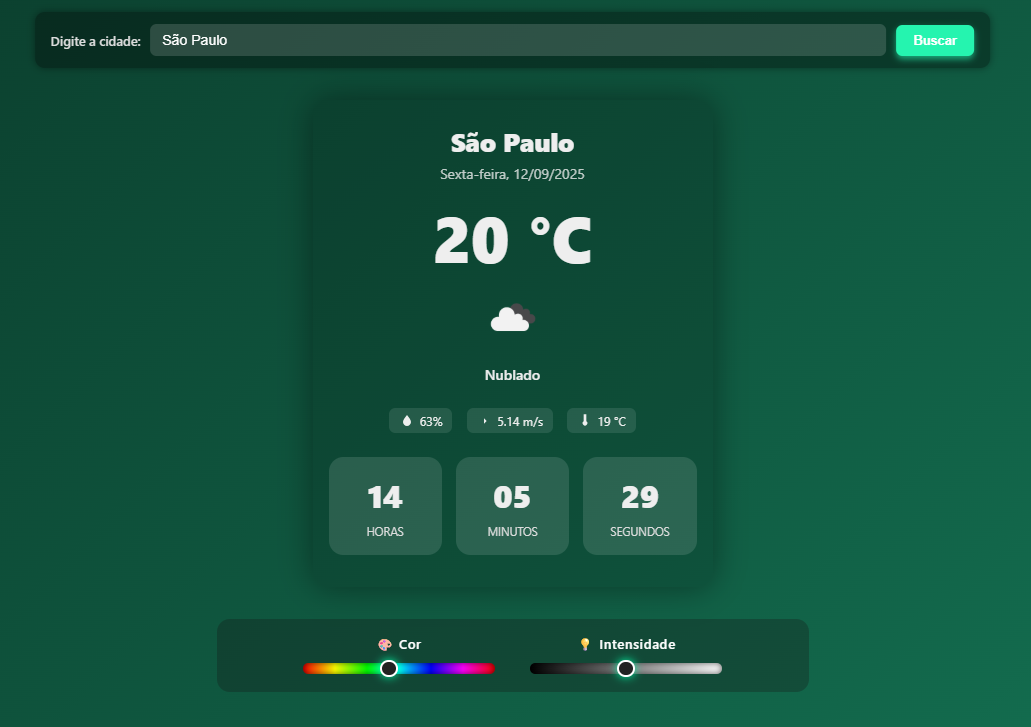 Digite a cidade: São Paulo Buscar
São Paulo
Sexta-feira, 12/09/2025
20 °C
Nublado
63% 5.14 m/s 19 °C
14 05 29
HORAS MINUTOS SEGUNDOS
Cor Intensidade